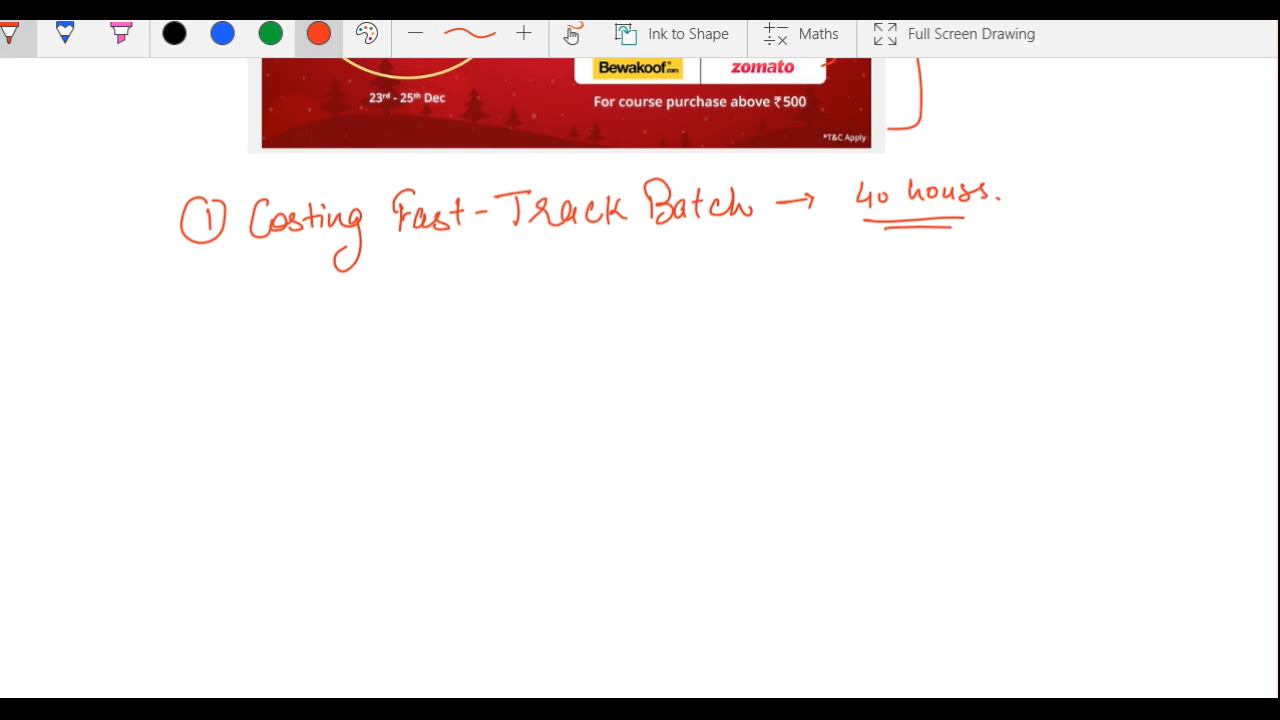 Ink to Shape
Maths
Full Screen Drawing
Bewakoof.com
zomato
23rd - 25th Dec
For course purchase above ₹500
*T&C Apply
① Costing Fast-Track Batch → 40 hours.